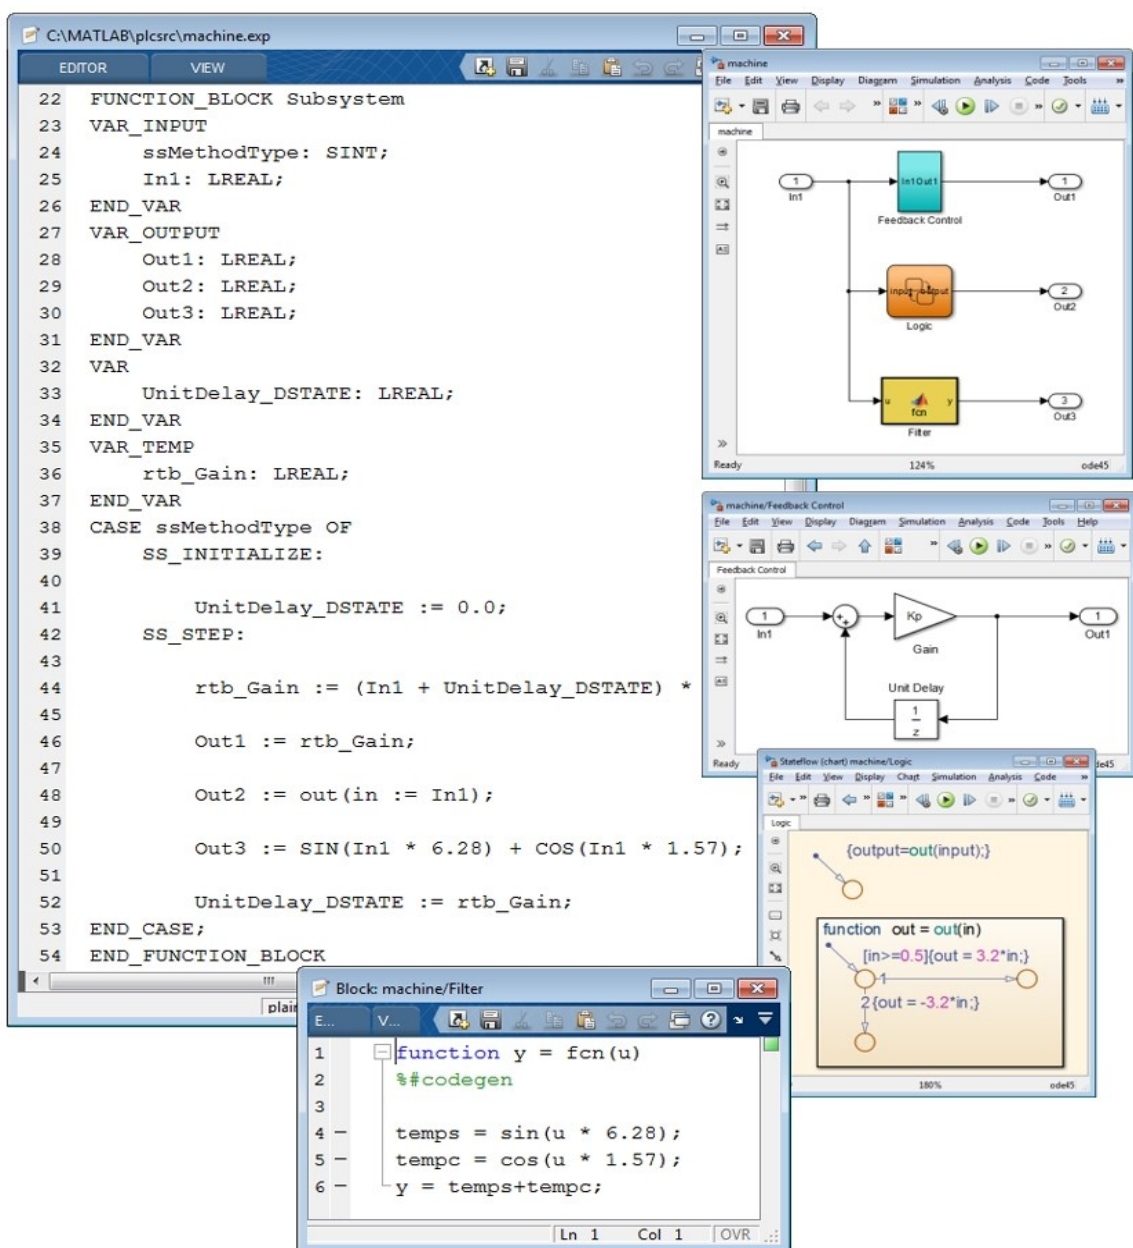 C:\MATLAB\plcsrc\machine.exp
EDITOR VIEW
22 FUNCTION_BLOCK Subsystem
23 VAR_INPUT
24 ssMethodType: SINT;
25 In1: LREAL;
26 END_VAR
27 VAR_OUTPUT
28 Out1: LREAL;
29 Out2: LREAL;
30 Out3: LREAL;
31 END_VAR
32 VAR
33 UnitDelay_DSTATE: LREAL;
34 END_VAR
35 VAR_TEMP
36 rtb_Gain: LREAL;
37 END_VAR
38 CASE ssMethodType OF
39 SS_INITIALIZE:
40
41 UnitDelay_DSTATE := 0.0;
42 SS_STEP:
43
44 rtb_Gain := (In1 + UnitDelay_DSTATE) *
45
46 Out1 := rtb_Gain;
47
48 Out2 := out(in := In1);
49
50 Out3 := SIN(In1 * 6.28) + COS(In1 * 1.57);
51
52 UnitDelay_DSTATE := rtb_Gain;
53 END_CASE;
54 END_FUNCTION_BLOCK
machine
File Edit View Display Diagram Simulation Analysis Code Tools
machine
1
In1
In1 Out1
Feedback Control
1
Out1
input output
Logic
2
Out2
u fcn y
Filter
3
Out3
Ready 124% ode45
machine/Feedback Control
File Edit View Display Diagram Simulation Analysis Code Tools Help
Feedback Control
1
In1
Kp
Gain
1
Out1
Unit Delay
1
z
Ready
Stateflow (chart) machine/Logic
File Edit View Display Chart Simulation Analysis Code
Logic
{output=out(input);}
function out = out(in)
[in>=0.5]{out = 3.2*in;}
1
2 {out = -3.2*in;}
180% ode45
Block: machine/Filter
E... V...
1 function y = fcn(u)
2 %#codegen
3
4 temps = sin(u * 6.28);
5 tempc = cos(u * 1.57);
6 y = temps+tempc;
Ln 1 Col 1 OVR